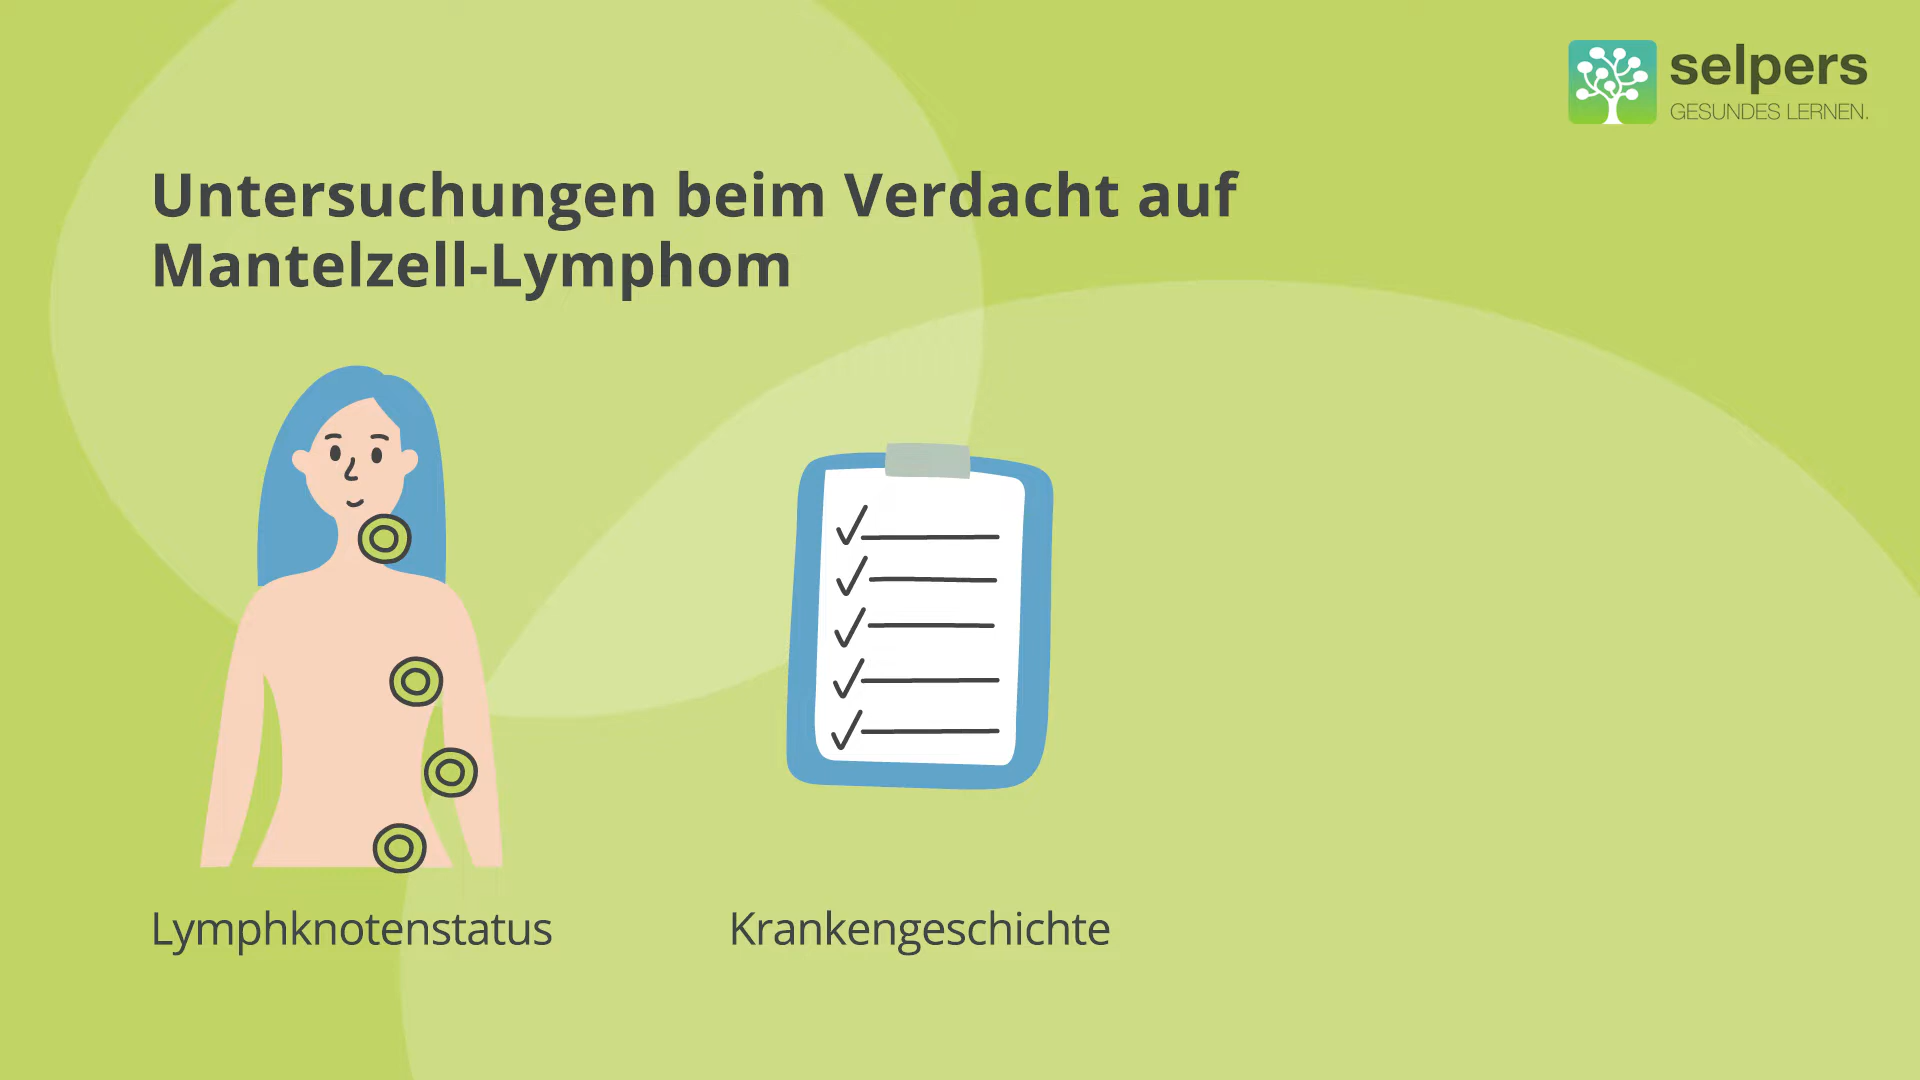 selpers
GESUNDES LERNEN.
Untersuchungen beim Verdacht auf
Mantelzell-Lymphom
Lymphknotenstatus
Krankengeschichte